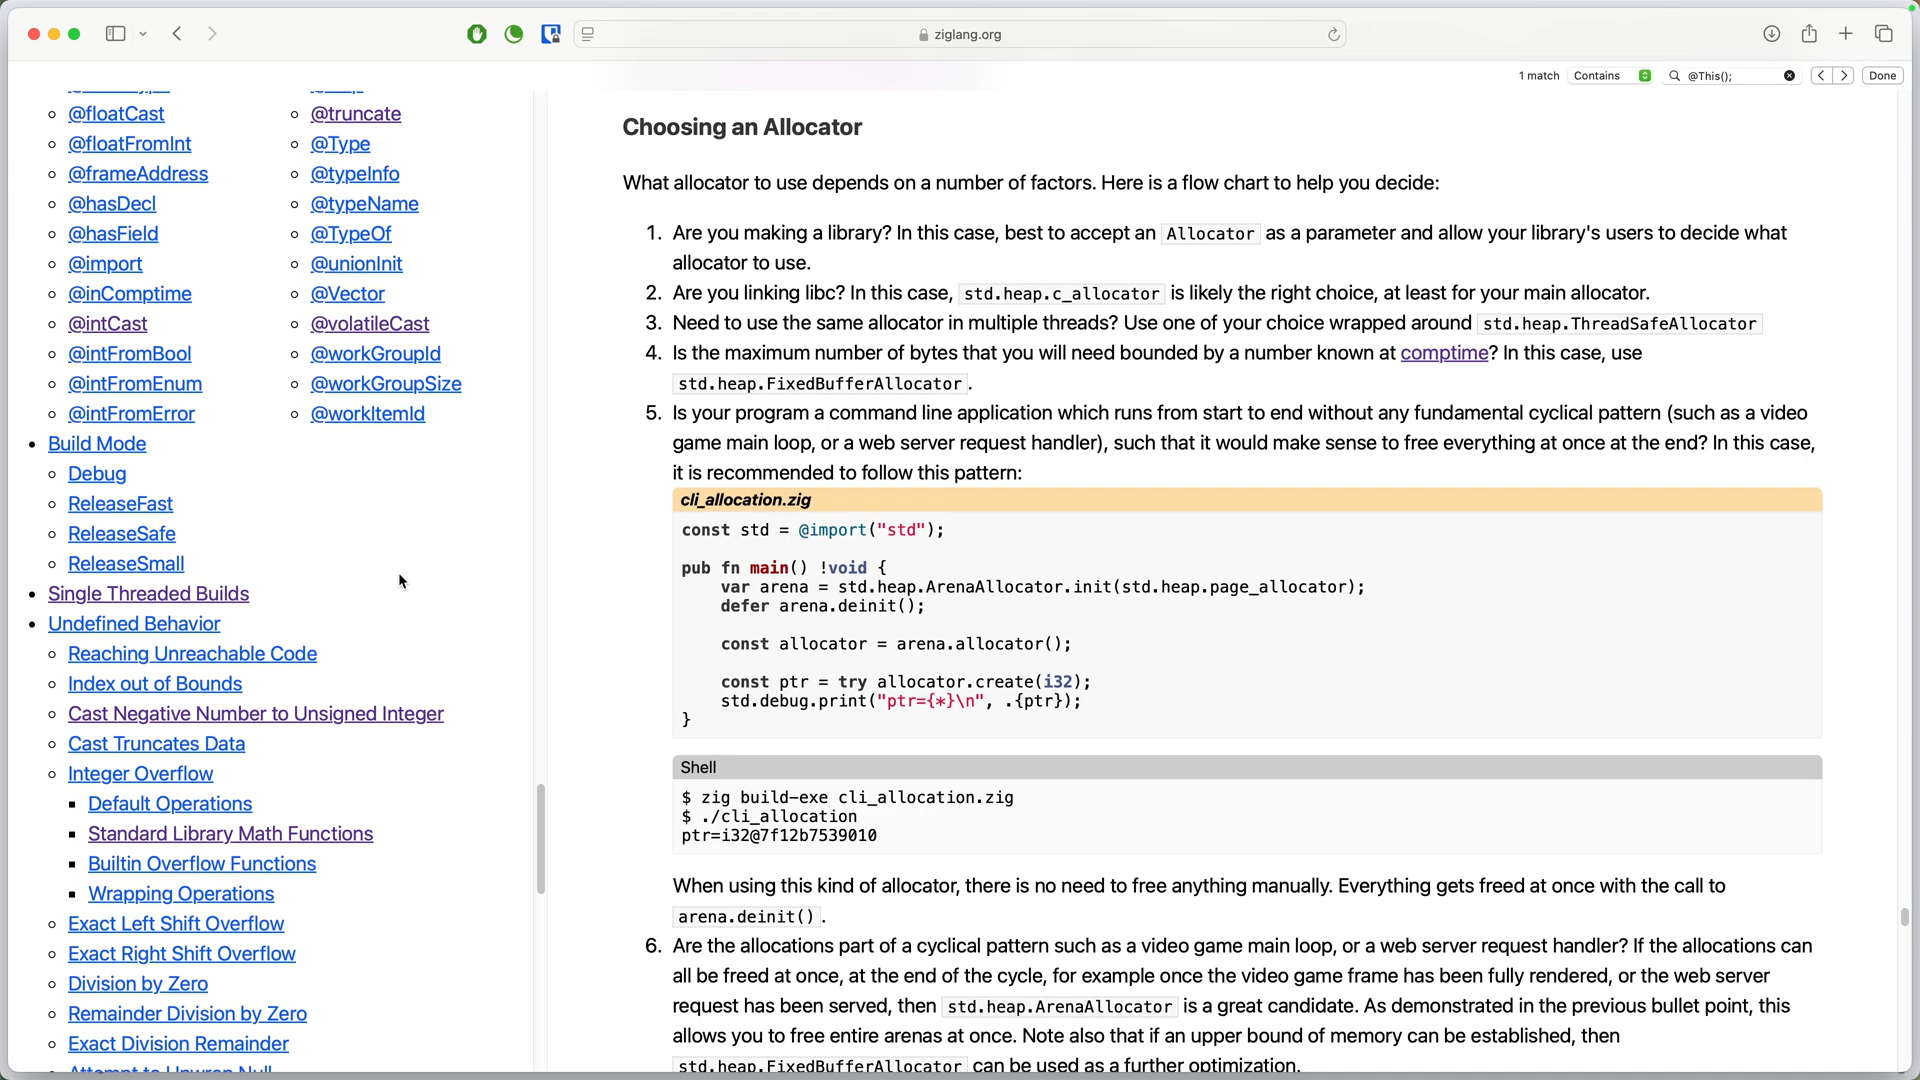 ziglang.org
1 match Contains @This(); Done
@floatCast
@floatFromInt
@frameAddress
@hasDecl
@hasField
@import
@inComptime
@intCast
@intFromBool
@intFromEnum
@intFromError
@truncate
@Type
@typeInfo
@typeName
@TypeOf
@unionInit
@Vector
@volatileCast
@workGroupId
@workGroupSize
@workItemId
Build Mode
Debug
ReleaseFast
ReleaseSafe
ReleaseSmall
Single Threaded Builds
Undefined Behavior
Reaching Unreachable Code
Index out of Bounds
Cast Negative Number to Unsigned Integer
Cast Truncates Data
Integer Overflow
Default Operations
Standard Library Math Functions
Builtin Overflow Functions
Wrapping Operations
Exact Left Shift Overflow
Exact Right Shift Overflow
Division by Zero
Remainder Division by Zero
Exact Division Remainder
Attempt to Unwrap Null
Choosing an Allocator
What allocator to use depends on a number of factors. Here is a flow chart to help you decide:
1. Are you making a library? In this case, best to accept an Allocator as a parameter and allow your library's users to decide what
allocator to use.
2. Are you linking libc? In this case, std.heap.c_allocator is likely the right choice, at least for your main allocator.
3. Need to use the same allocator in multiple threads? Use one of your choice wrapped around std.heap.ThreadSafeAllocator
4. Is the maximum number of bytes that you will need bounded by a number known at comptime? In this case, use
std.heap.FixedBufferAllocator.
5. Is your program a command line application which runs from start to end without any fundamental cyclical pattern (such as a video
game main loop, or a web server request handler), such that it would make sense to free everything at once at the end? In this case,
it is recommended to follow this pattern:
cli_allocation.zig
const std = @import("std");
pub fn main() !void {
var arena = std.heap.ArenaAllocator.init(std.heap.page_allocator);
defer arena.deinit();
const allocator = arena.allocator();
const ptr = try allocator.create(i32);
std.debug.print("ptr={*}\n", .{ptr});
}
Shell
$ zig build-exe cli_allocation.zig
$ ./cli_allocation
ptr=i32@7f12b7539010
When using this kind of allocator, there is no need to free anything manually. Everything gets freed at once with the call to
arena.deinit().
6. Are the allocations part of a cyclical pattern such as a video game main loop, or a web server request handler? If the allocations can
all be freed at once, at the end of the cycle, for example once the video game frame has been fully rendered, or the web server
request has been served, then std.heap.ArenaAllocator is a great candidate. As demonstrated in the previous bullet point, this
allows you to free entire arenas at once. Note also that if an upper bound of memory can be established, then
std.heap.FixedBufferAllocator can be used as a further optimization.